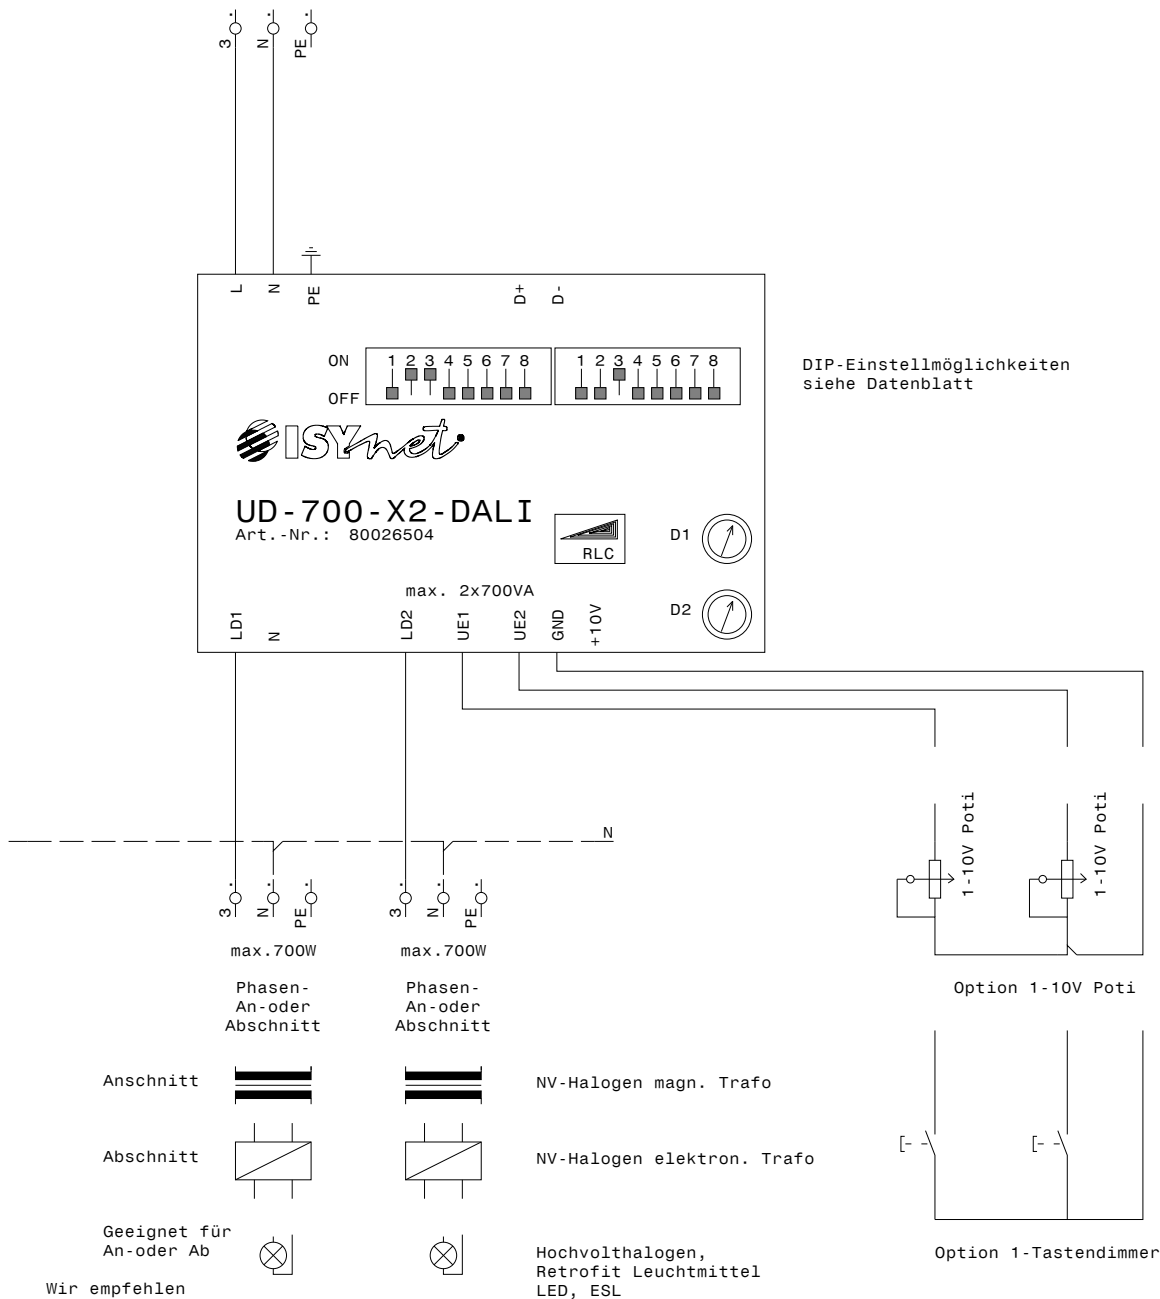 3 N PE
L N PE D+ D-
ON 1 2 3 4 5 6 7 8 1 2 3 4 5 6 7 8
OFF
DIP-Einstellmöglichkeiten
siehe Datenblatt
ISYnet
UD-700-X2-DALI
Art.-Nr.: 80026504
RLC
D1
max. 2x700VA
D2
LD1 N LD2 UE1 UE2 GND +10V
N
1-10V Poti 1-10V Poti
3 N PE 3 N PE
max.700W max.700W
Option 1-10V Poti
Phasen- Phasen-
An-oder An-oder
Abschnitt Abschnitt
Anschnitt NV-Halogen magn. Trafo
Abschnitt NV-Halogen elektron. Trafo
Geeignet für
An-oder Ab
Hochvolthalogen,
Retrofit Leuchtmittel
LED, ESL
Option 1-Tastendimmer
Wir empfehlen